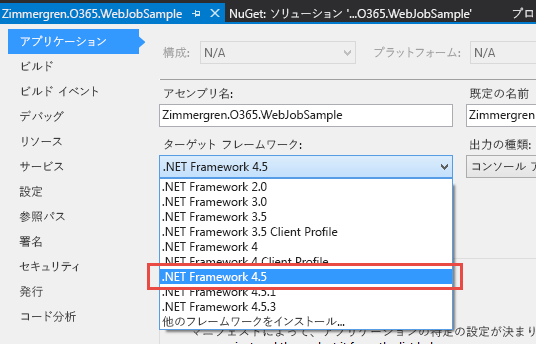 Zimmergren.O365.WebJobSample
NuGet: ソリューション '...O365.WebJobSample'
プロ
アプリケーション
ビルド
ビルド イベント
デバッグ
リソース
サービス
設定
参照パス
署名
セキュリティ
発行
コード分析
構成:
N/A
プラットフォーム:
N/A
アセンブリ名:
既定の名前
Zimmergren.O365.WebJobSample
Zimmergren.
ターゲット フレームワーク:
出力の種類:
.NET Framework 4.5
コンソール ア
.NET Framework 2.0
.NET Framework 3.0
.NET Framework 3.5
.NET Framework 3.5 Client Profile
.NET Framework 4
.NET Framework 4 Client Profile
.NET Framework 4.5
.NET Framework 4.5.1
.NET Framework 4.5.3
他のフレームワークをインストール...
マニフェストによって、アプリケーションの特定の設定が決まり